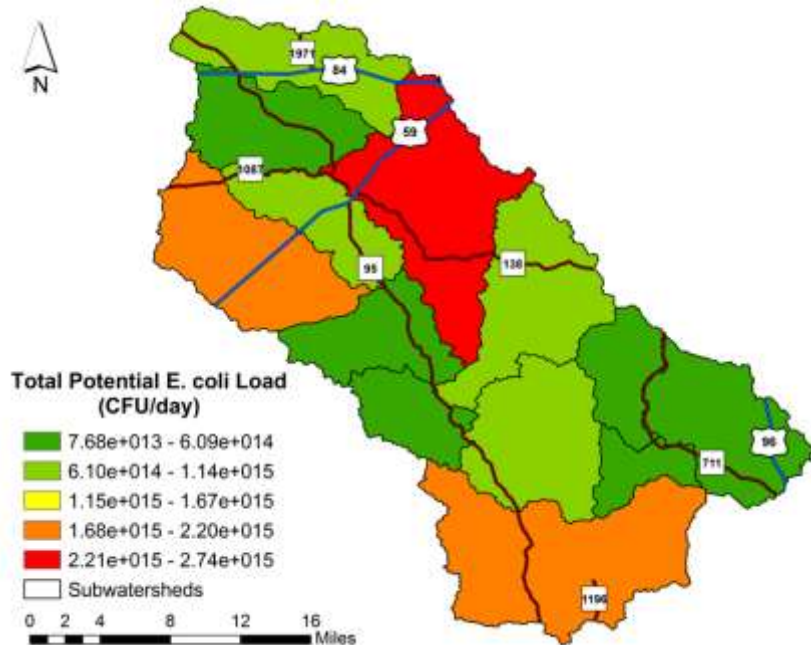 1971
84
N
59
1087
95
138
Total Potential E. coli Load
(CFU/day)
7.68e+013 - 6.09e+014
6.10e+014 - 1.14e+015
1.15e+015 - 1.67e+015
1.68e+015 - 2.20e+015
2.21e+015 - 2.74e+015
Subwatersheds
96
711
1196
0 2 4 8 12 16
Miles